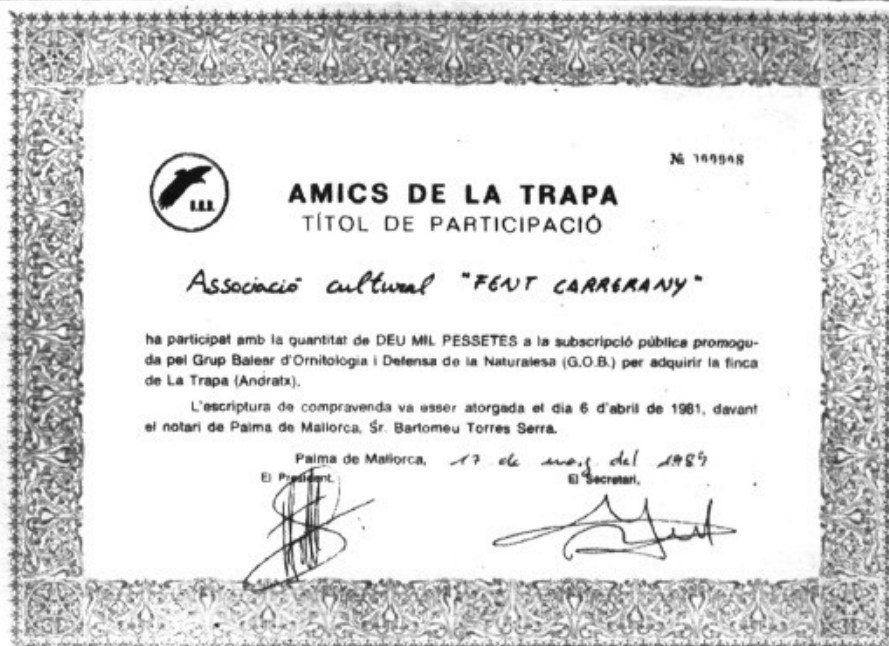 G.O.B.
AMICS DE LA TRAPA
TÍTOL DE PARTICIPACIÓ
Associació cultural "FENT CARRERANY"
ha participat amb la quantitat de DEU MIL PESSETES a la subscripció pública promogu-
da pel Grup Balear d'Ornitologia i Defensa de la Naturalesa (G.O.B.) per adquirir la finca
de La Trapa (Andratx).
L'escriptura de compravenda va esser atorgada el dia 6 d'abril de 1981, davant
el notari de Palma de Mallorca, Sr. Bartomeu Torres Serra.
Palma de Mallorca, 17 de maig del 1989
El President,
El Secretari,